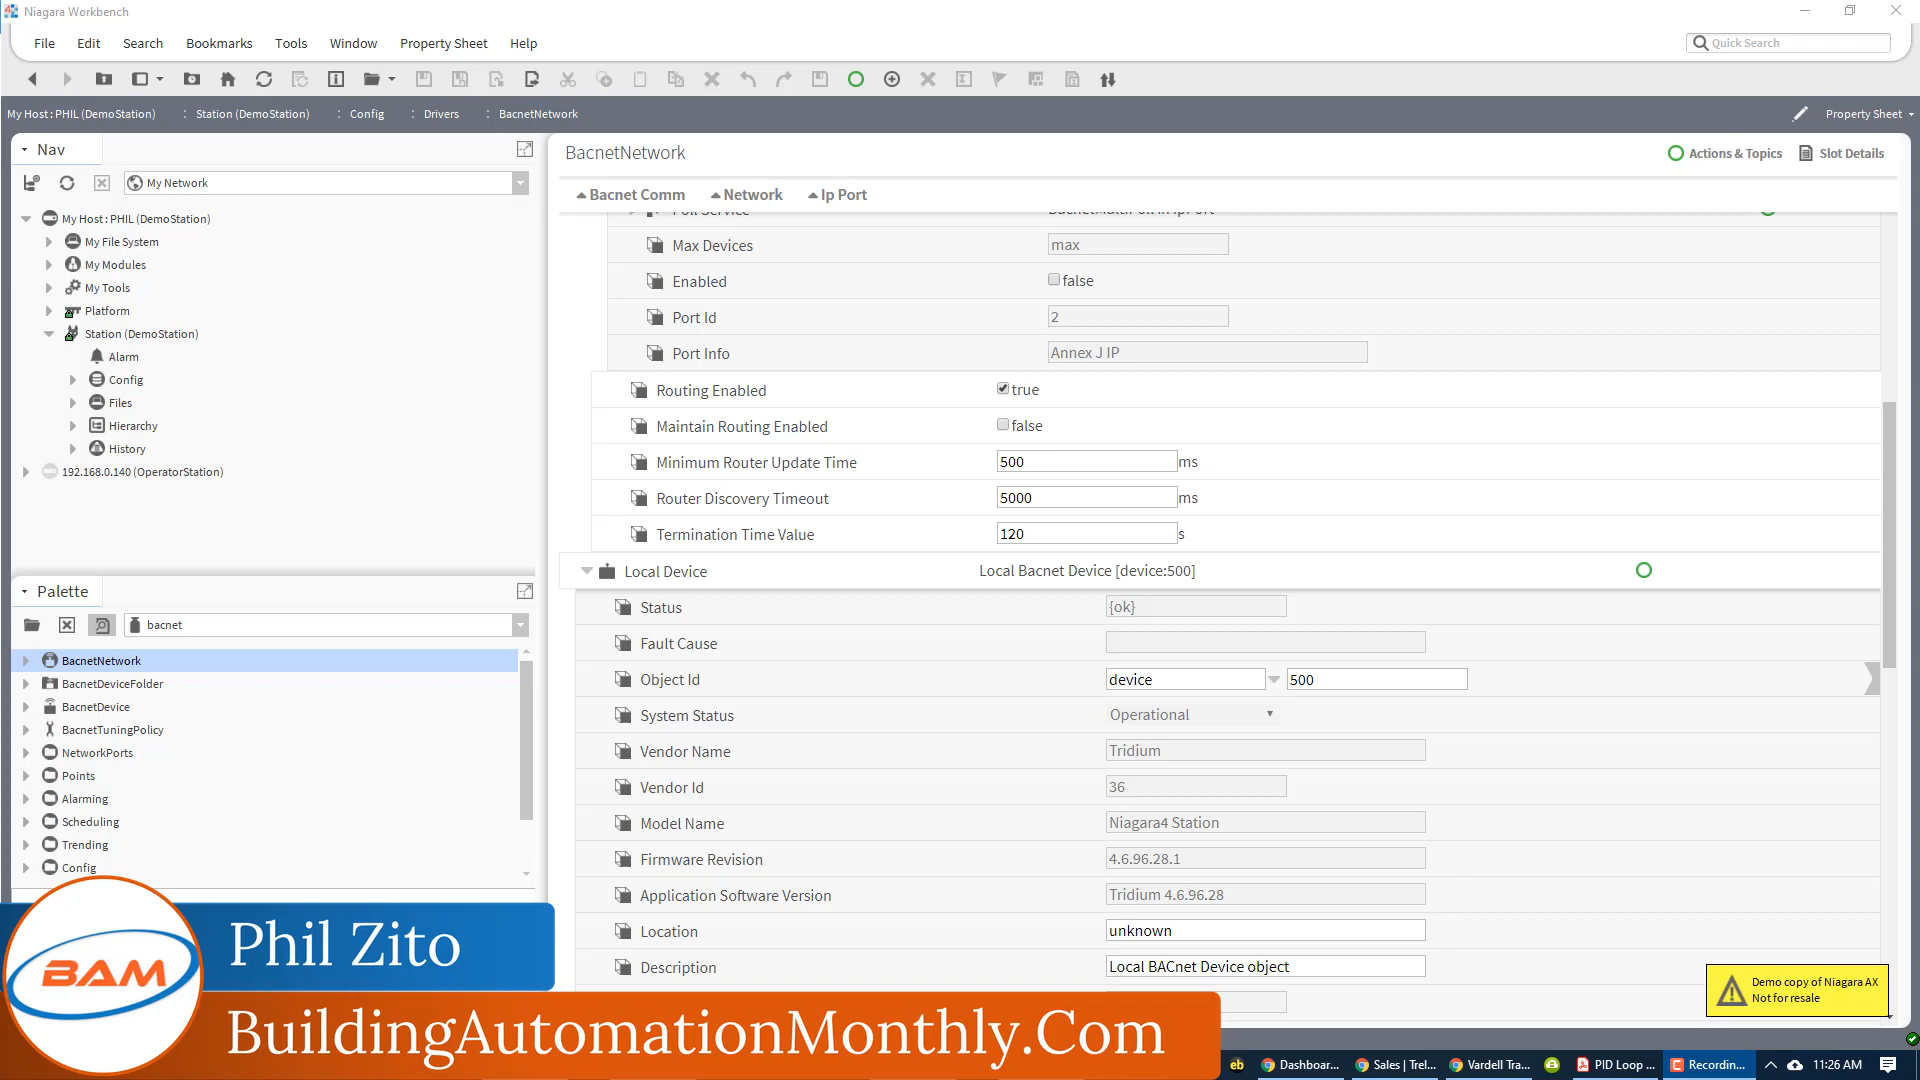 Niagara Workbench
File Edit Search Bookmarks Tools Window Property Sheet Help
Quick Search
My Host : PHIL (DemoStation) : Station (DemoStation) : Config : Drivers : BacnetNetwork
Property Sheet
Nav
My Network
My Host : PHIL (DemoStation)
My File System
My Modules
My Tools
Platform
Station (DemoStation)
Alarm
Config
Files
Hierarchy
History
192.168.0.140 (OperatorStation)
Palette
bacnet
BacnetNetwork
BacnetDeviceFolder
BacnetDevice
BacnetTuningPolicy
NetworkPorts
Points
Alarming
Scheduling
Trending
Config
BacnetNetwork
Actions & Topics
Slot Details
Bacnet Comm Network Ip Port
Poll Service
Max Devices max
Enabled false
Port Id 2
Port Info Annex J IP
Routing Enabled true
Maintain Routing Enabled false
Minimum Router Update Time 500 ms
Router Discovery Timeout 5000 ms
Termination Time Value 120 s
Local Device Local Bacnet Device [device:500]
Status {ok}
Fault Cause
Object Id device 500
System Status Operational
Vendor Name Tridium
Vendor Id 36
Model Name Niagara4 Station
Firmware Revision 4.6.96.28.1
Application Software Version Tridium 4.6.96.28
Location unknown
Description Local BACnet Device object
Demo copy of Niagara AX
Not for resale
BAM
Phil Zito
BuildingAutomationMonthly.Com
eb Dashboar... Sales | Trel... Vardell Tra... PID Loop ... Recordin... 11:26 AM